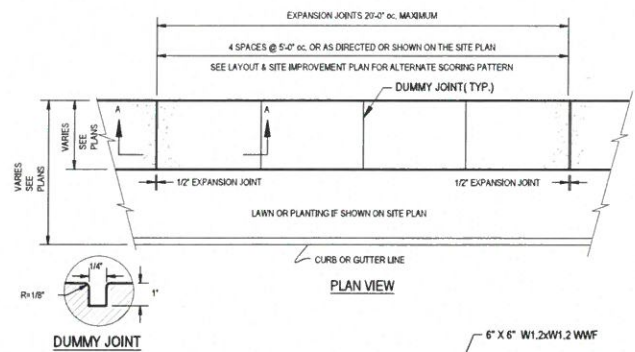 EXPANSION JOINTS 20'-0" oc, MAXIMUM
4 SPACES @ 5'-0" oc, OR AS DIRECTED OR SHOWN ON THE SITE PLAN
SEE LAYOUT & SITE IMPROVEMENT PLAN FOR ALTERNATE SCORING PATTERN
DUMMY JOINT( TYP.)
A
A
VARIES
SEE
PLANS
VARIES
SEE
PLANS
1/2" EXPANSION JOINT
1/2" EXPANSION JOINT
LAWN OR PLANTING IF SHOWN ON SITE PLAN
CURB OR GUTTER LINE
PLAN VIEW
1/4"
R=1/8"
1"
DUMMY JOINT
6" X 6" W1.2xW1.2 WWF